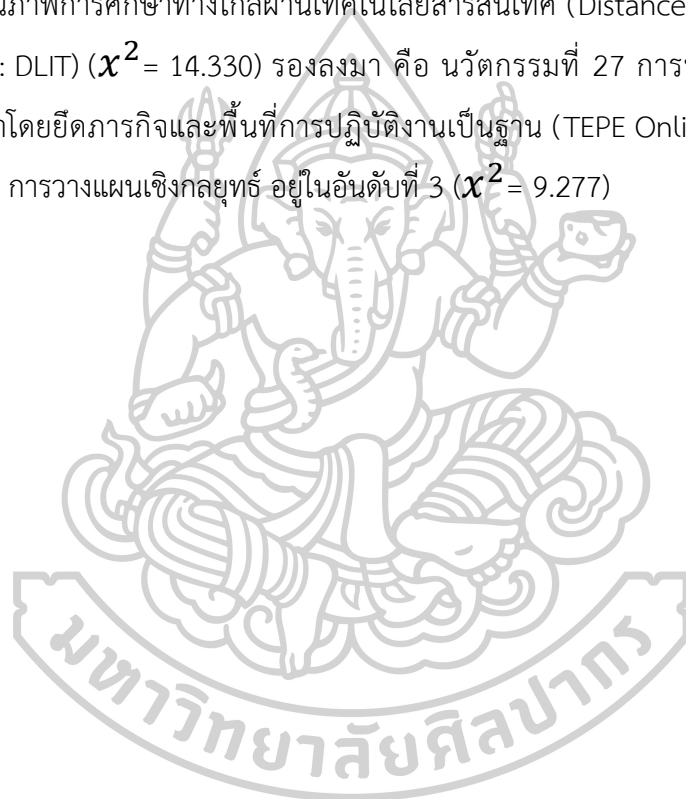 ภาพการศึกษาทางไกลผ่านเทคโนโลยีสารสนเทศ (Distance
: DLIT) (𝒙² = 14.330) รองลงมา คือ นวัตกรรมที่ 27 การ
โดยยึดภารกิจและพื้นที่การปฏิบัติงานเป็นฐาน (TEPE Onli
การวางแผนเชิงกลยุทธ์ อยู่ในอันดับที่ 3 (𝒙² = 9.277)
มหาวิทยาลัยศิลปากร